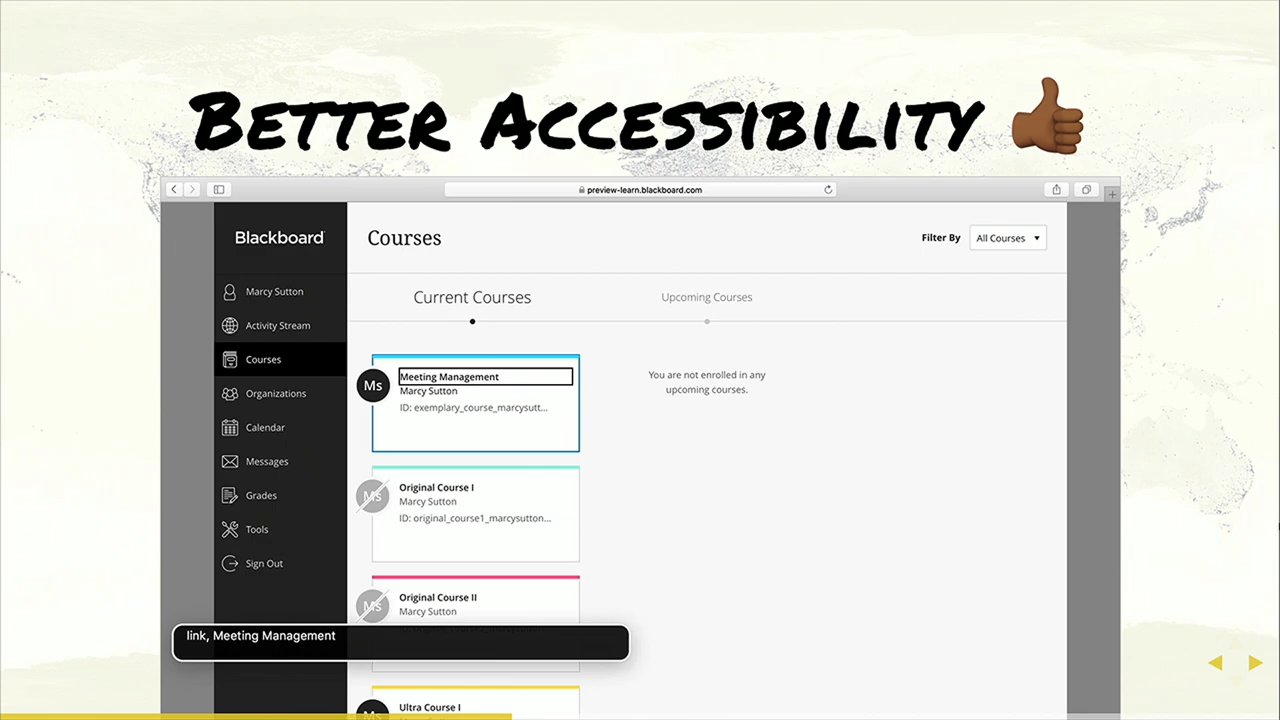 BETTER ACCESSIBILITY
preview-learn.blackboard.com
Blackboard
Courses
Filter By
All Courses
Marcy Sutton
Activity Stream
Courses
Organizations
Calendar
Messages
Grades
Tools
Sign Out
Current Courses
Upcoming Courses
Ms
Meeting Management
Marcy Sutton
ID: exemplary_course_marcysutt...
You are not enrolled in any
upcoming courses.
Ms
Original Course I
Marcy Sutton
ID: original_course1_marcysutton...
Ms
Original Course II
Marcy Sutton
link, Meeting Management
Ms
Ultra Course I